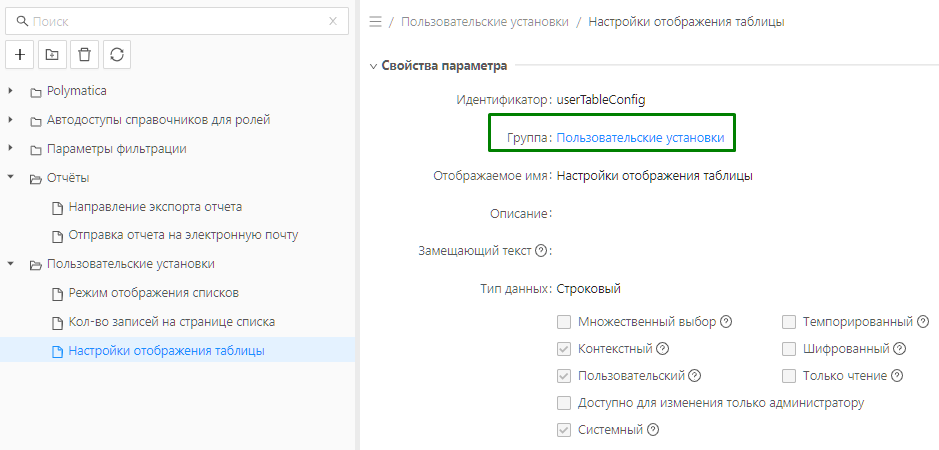 Поиск
Polymatica
Автодоступы справочников для ролей
Параметры фильтрации
Отчёты
Направление экспорта отчета
Отправка отчета на электронную почту
Пользовательские установки
Режим отображения списков
Кол-во записей на странице списка
Настройки отображения таблицы
/ Пользовательские установки / Настройки отображения таблицы
Свойства параметра
Идентификатор: userTableConfig
Группа: Пользовательские установки
Отображаемое имя: Настройки отображения таблицы
Описание:
Замещающий текст ?:
Тип данных: Строковый
Множественный выбор ? Темпорированный ?
Контекстный ? Шифрованный ?
Пользовательский ? Только чтение ?
Доступно для изменения только администратору
Системный ?